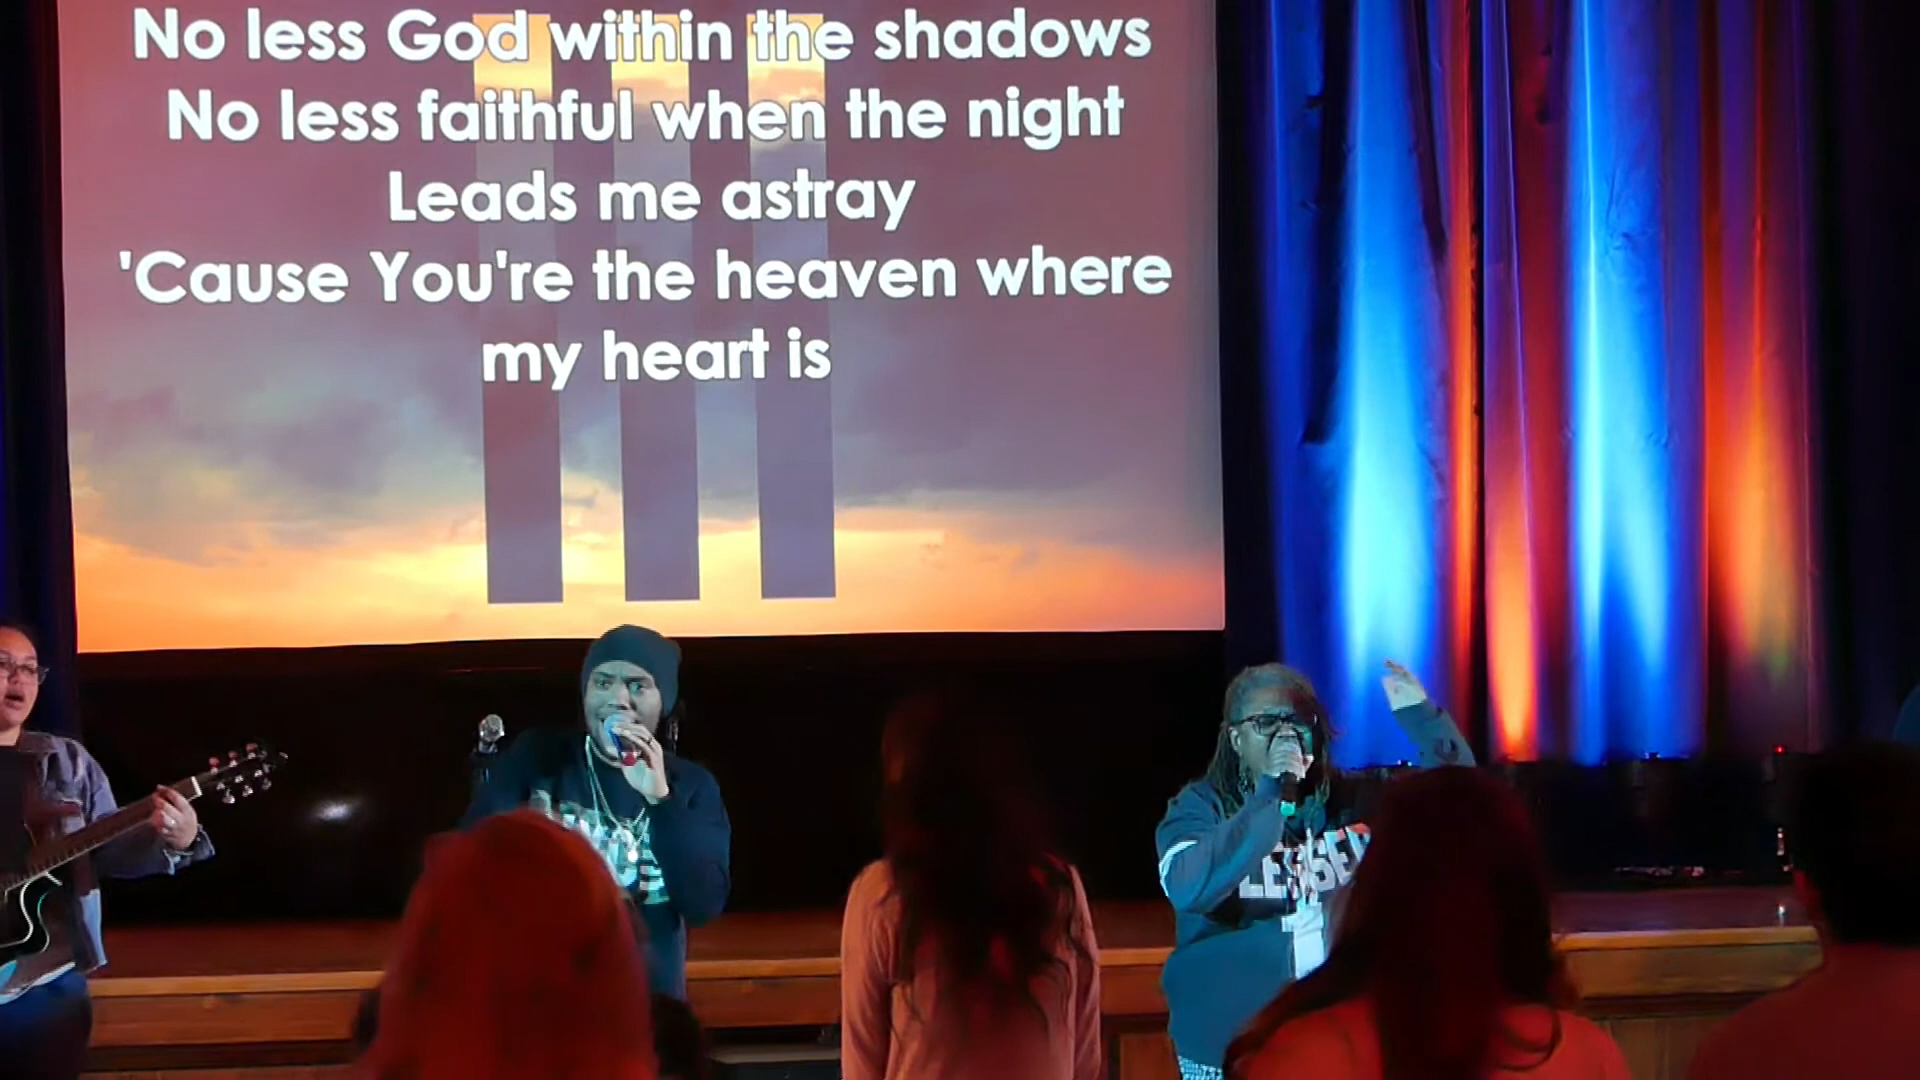 No less God within the shadows
No less faithful when the night
Leads me astray
'Cause You're the heaven where
my heart is